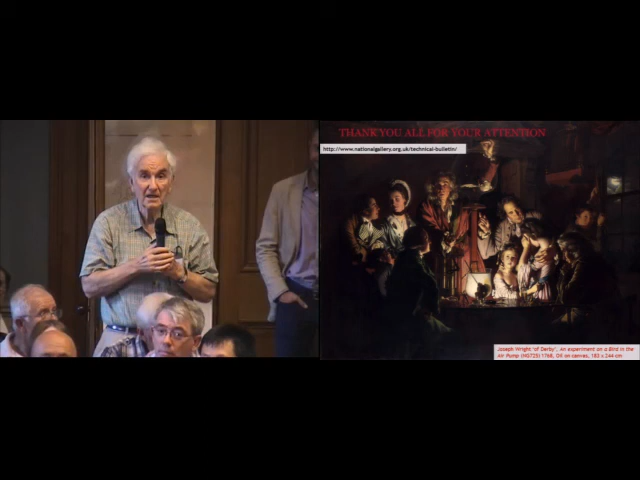 THANK YOU ALL FOR YOUR ATTENTION
http://www.nationalgallery.org.uk/technical-bulletin/
Joseph Wright 'of Derby', An experiment on a Bird in the
Air Pump (NG725) 1768, Oil on canvas, 183 x 244 cm